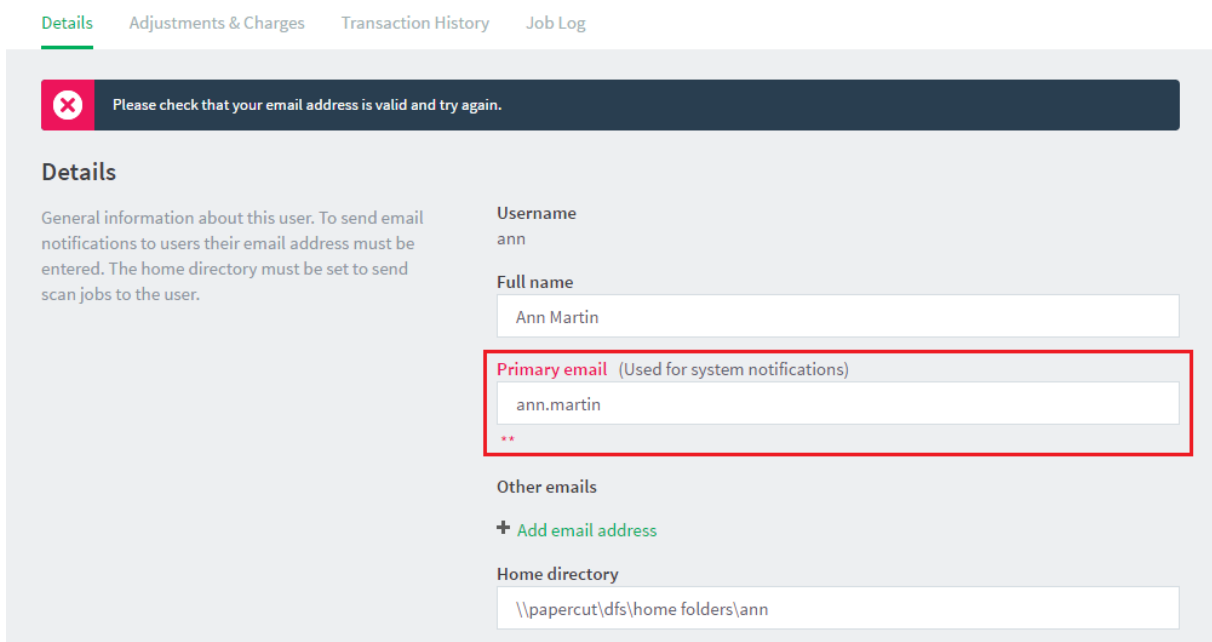 Details Adjustments & Charges Transaction History Job Log
Please check that your email address is valid and try again.
Details
General information about this user. To send email
notifications to users their email address must be
entered. The home directory must be set to send
scan jobs to the user.
Username
ann
Full name
Ann Martin
Primary email (Used for system notifications)
ann.martin
**
Other emails
+ Add email address
Home directory
\\papercut\dfs\home folders\ann